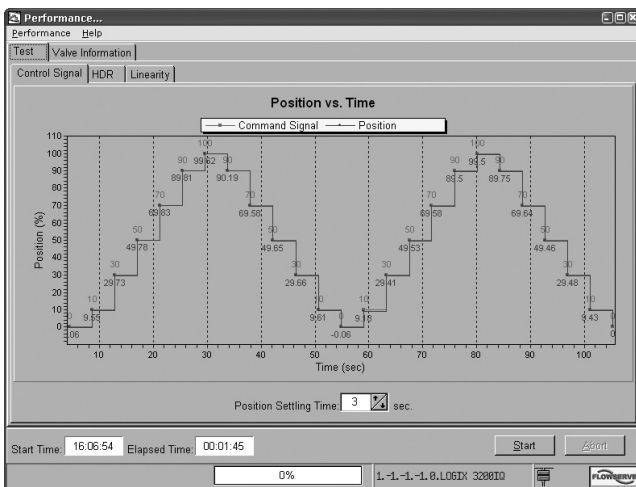 Performance...
Performance Help
Test Valve Information
Control Signal HDR Linearity
Position vs. Time
Command Signal Position
110
100
90
80
70
60
50
40
30
20
10
0
Position (%)
0 10 30 50 70 90 100 90 70 50 30 10 0 10 30 50 70 90 100 90 70 50 30 10 0
.06 9.55 29.73 49.78 69.83 89.81 99.62 90.19 69.58 49.65 29.66 9.61 -0.06 9.18 29.41 49.53 69.58 89.5 99.5 89.75 69.64 49.46 29.48 9.43 0
10 20 30 40 50 60 70 80 90 100
Time (sec)
Position Settling Time: 3 sec.
Start Time: 16:06:54 Elapsed Time: 00:01:45 Start Abort
0% 1.-1.-1.-1.0.LOGIX 3200IQ FLOWSERVE